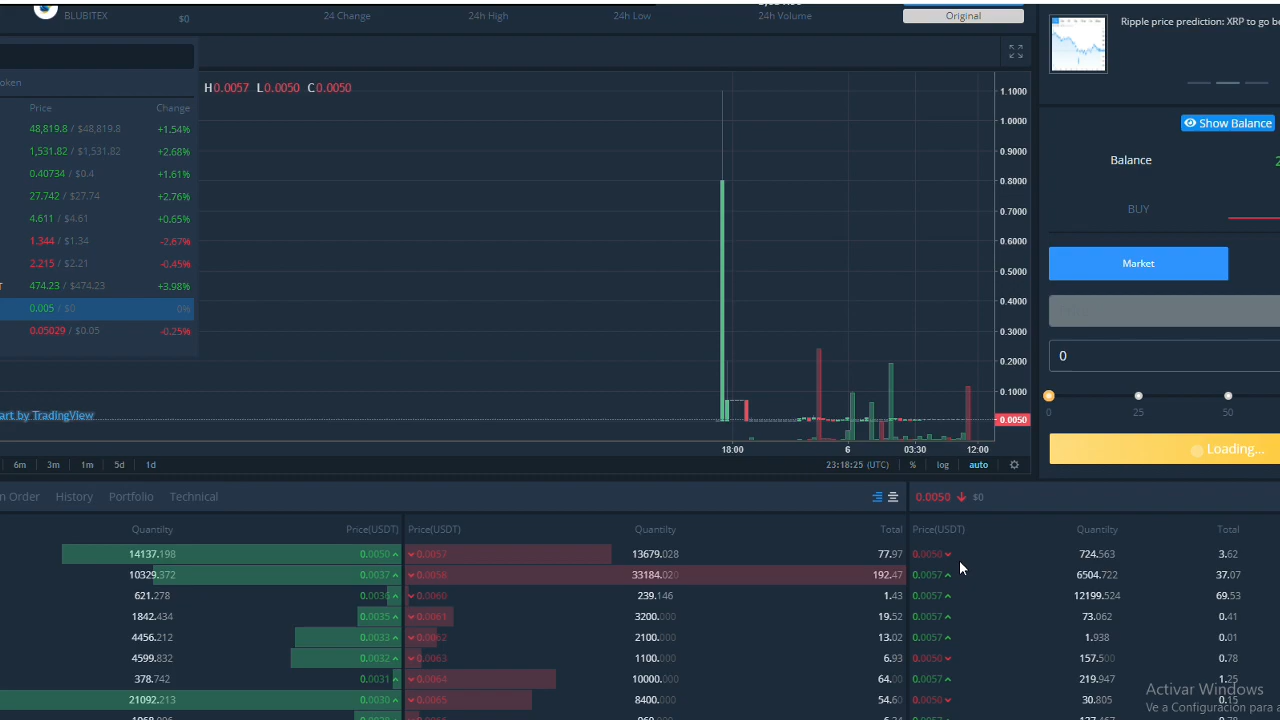 BLUBITEX $0 24 Change 24h High 24h Low 24h Volume Original
Ripple price prediction: XRP to go be
oken
Price Change
48,819.8 / $48,819.8 +1.54%
1,531.82 / $1,531.82 +2.68%
0.40734 / $0.4 +1.61%
27.742 / $27.74 +2.76%
4.611 / $4.61 +0.65%
1.344 / $1.34 -2.67%
2.215 / $2.21 -0.45%
474.23 / $474.23 +3.98%
0.005 / $0 0%
0.05029 / $0.05 -0.25%
art by TradingView
H0.0057 L0.0050 C0.0050
1.1000
1.0000
0.9000
0.8000
0.7000
0.6000
0.5000
0.4000
0.3000
0.2000
0.1000
0.0050
18:00 6 03:30 12:00
6m 3m 1m 5d 1d 23:18:25 (UTC) % log auto
Show Balance
Balance
BUY
Market
0
0 25 50
Loading...
n Order History Portfolio Technical
0.0050 $0
Quantilty Price(USDT) Price(USDT) Quantilty Total Price(USDT) Quantilty Total
14137.198 0.0050 0.0057 13679.028 77.97 0.0050 724.563 3.62
10329.372 0.0037 0.0058 33184.020 192.47 0.0057 6504.722 37.07
621.278 0.0036 0.0060 239.146 1.43 0.0057 12199.524 69.53
1842.434 0.0035 0.0061 3200.000 19.52 0.0057 73.062 0.41
4456.212 0.0033 0.0062 2100.000 13.02 0.0057 1.938 0.01
4599.832 0.0032 0.0063 1100.000 6.93 0.0050 157.500 0.78
378.742 0.0031 0.0064 10000.000 64.00 0.0057 219.947 1.25
21092.213 0.0030 0.0065 8400.000 54.60 0.0050 30.805 0.15
Activar Windows
Ve a Configuración para a